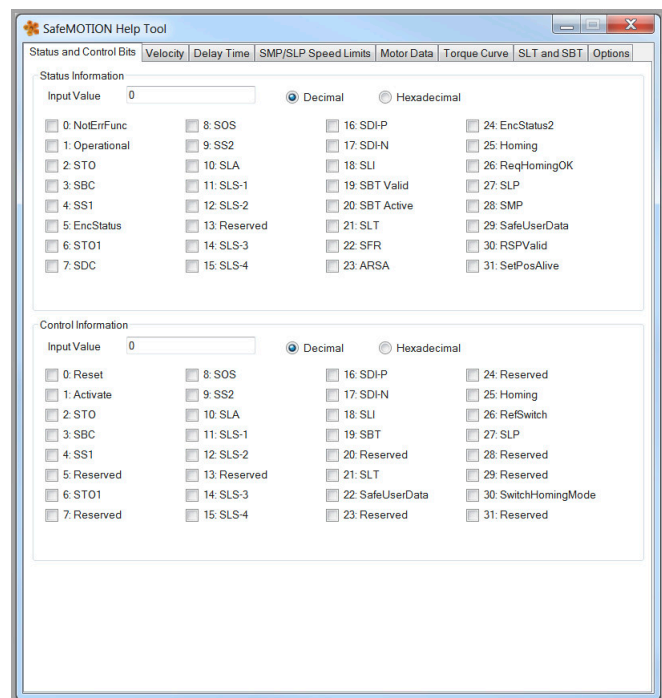 SafeMOTION Help Tool
Status and Control Bits Velocity Delay Time SMP/SLP Speed Limits Motor Data Torque Curve SLT and SBT Options
Status Information
Input Value 0 Decimal Hexadecimal
0: NotErrFunc 8: SOS 16: SDI-P 24: EncStatus2
1: Operational 9: SS2 17: SDI-N 25: Homing
2: STO 10: SLA 18: SLI 26: ReqHomingOK
3: SBC 11: SLS-1 19: SBT Valid 27: SLP
4: SS1 12: SLS-2 20: SBT Active 28: SMP
5: EncStatus 13: Reserved 21: SLT 29: SafeUserData
6: STO1 14: SLS-3 22: SFR 30: RSPValid
7: SDC 15: SLS-4 23: ARSA 31: SetPosAlive
Control Information
Input Value 0 Decimal Hexadecimal
0: Reset 8: SOS 16: SDI-P 24: Reserved
1: Activate 9: SS2 17: SDI-N 25: Homing
2: STO 10: SLA 18: SLI 26: RefSwitch
3: SBC 11: SLS-1 19: SBT 27: SLP
4: SS1 12: SLS-2 20: Reserved 28: Reserved
5: Reserved 13: Reserved 21: SLT 29: Reserved
6: STO1 14: SLS-3 22: SafeUserData 30: SwitchHomingMode
7: Reserved 15: SLS-4 23: Reserved 31: Reserved